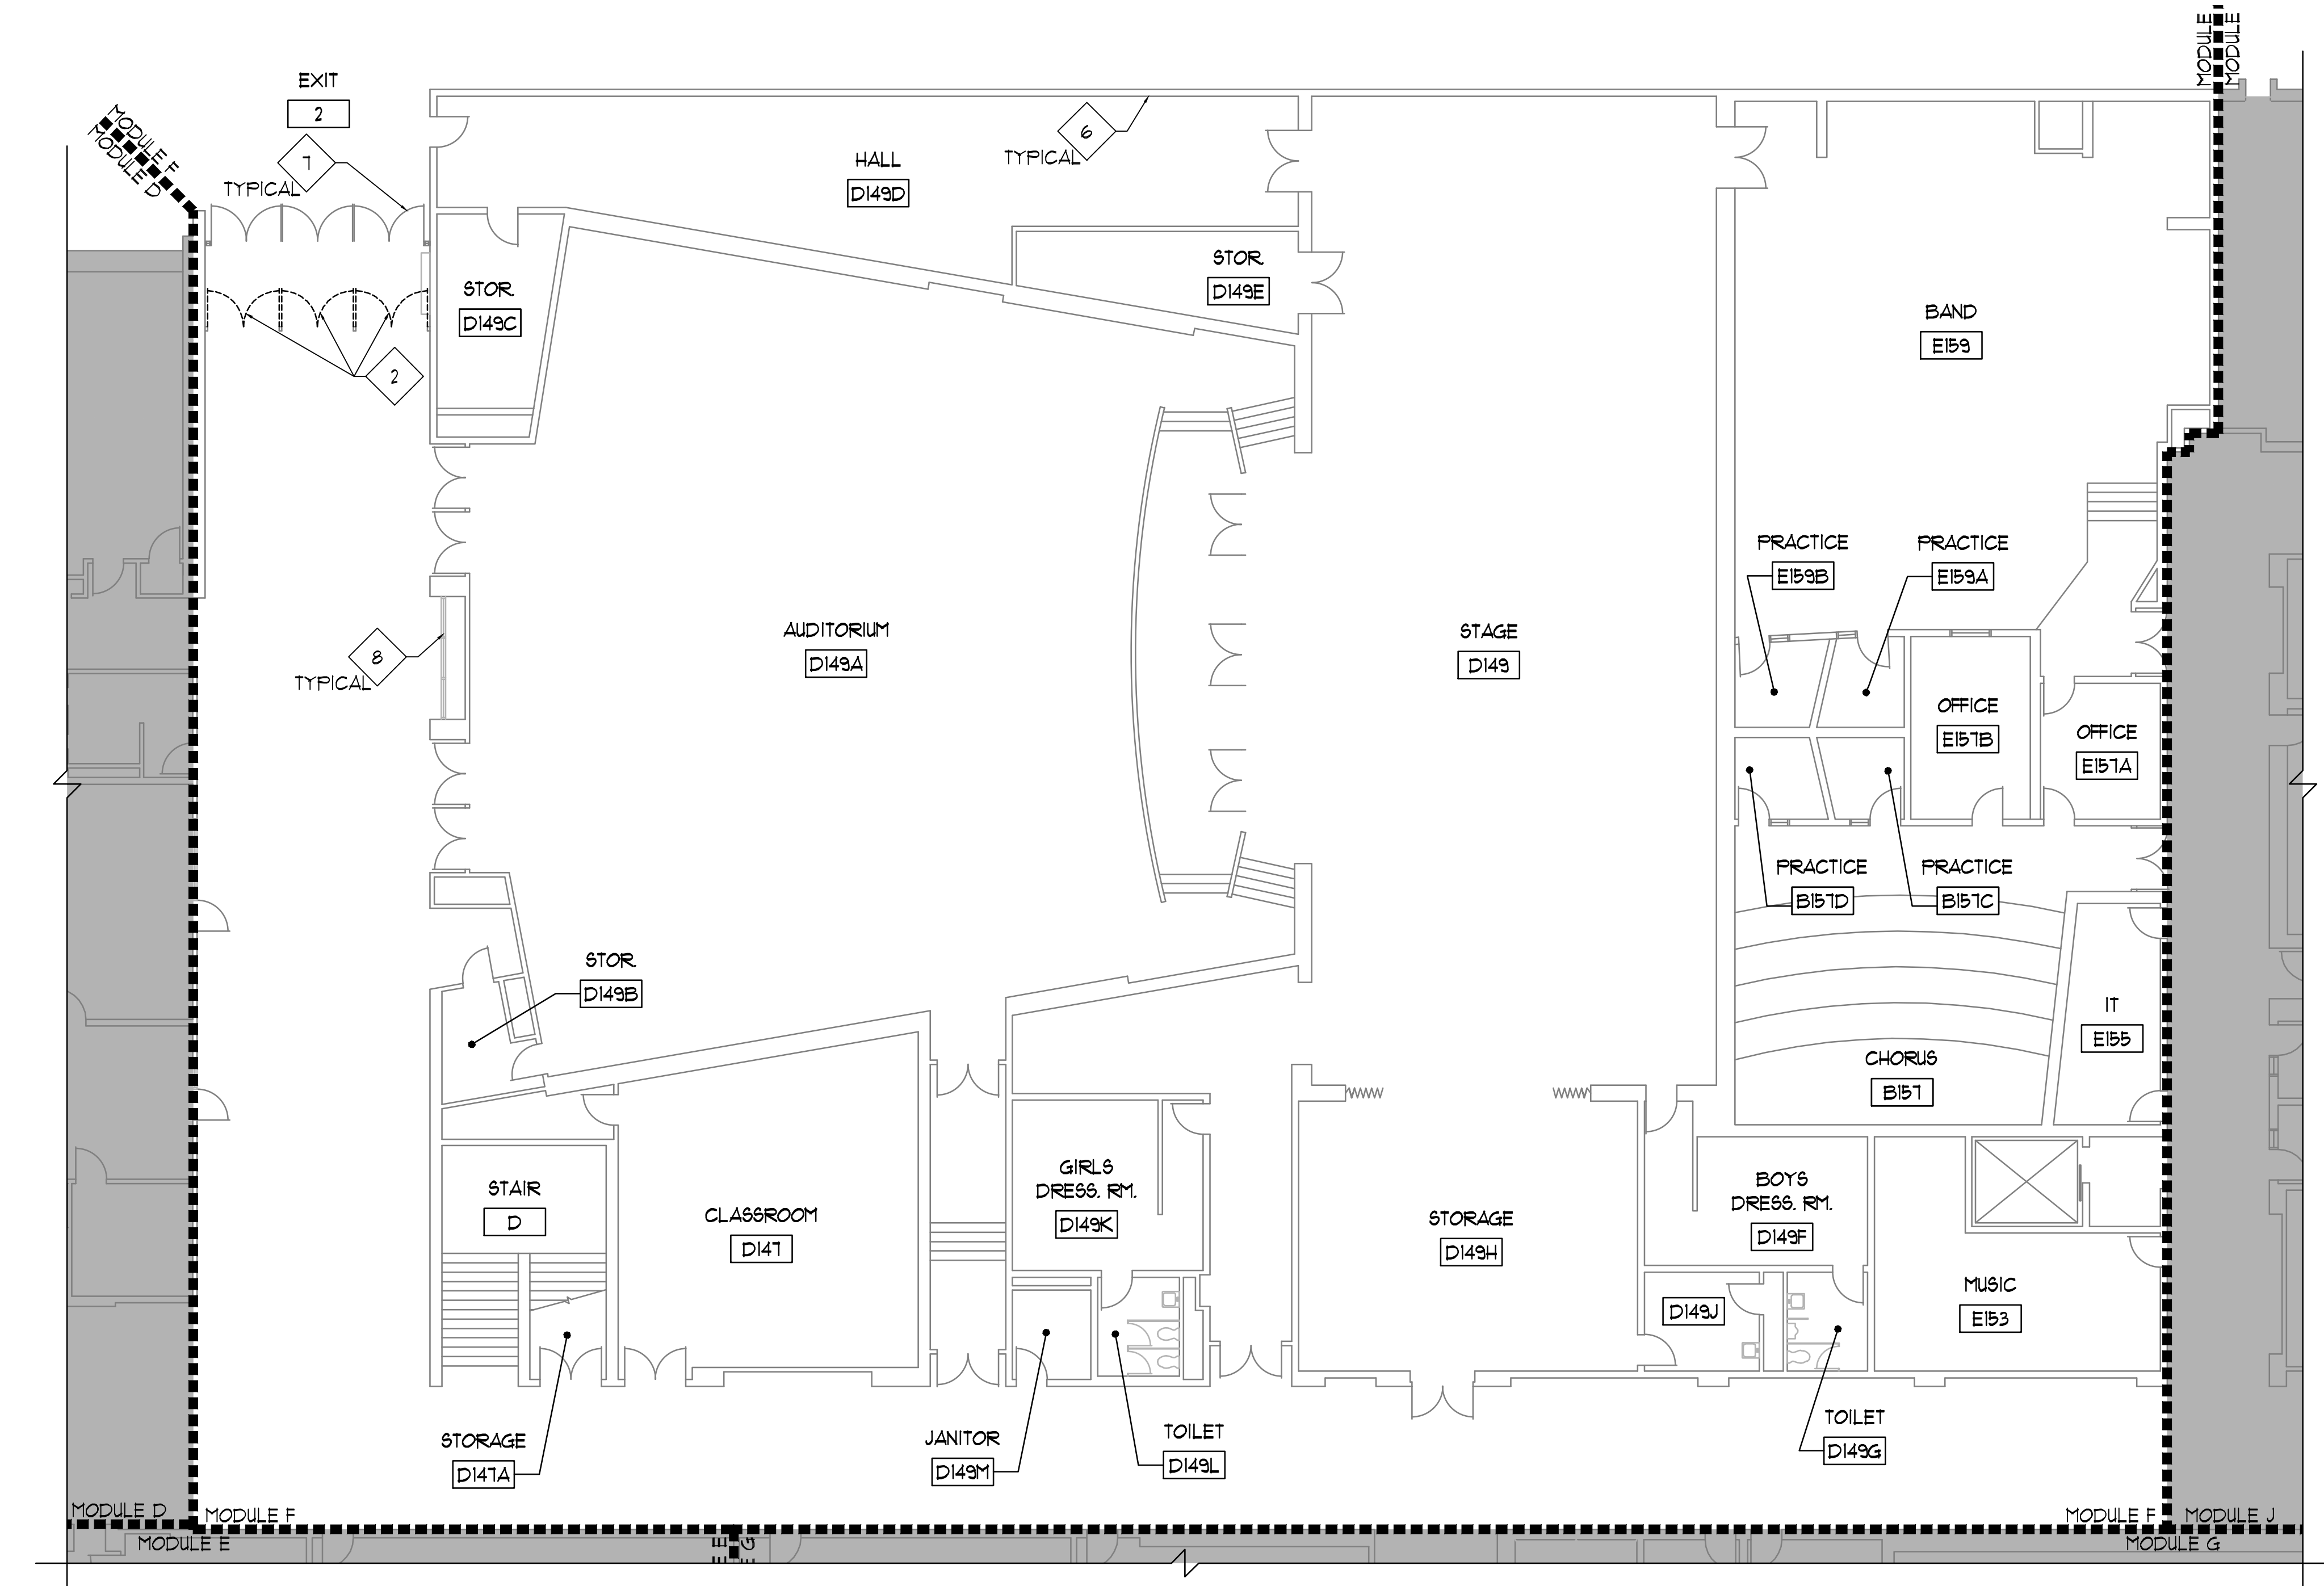 MODULE F
MODULE D
EXIT
2
7
TYPICAL
2
6
TYPICAL
HALL
D149D
STOR.
D149C
STOR.
D149E
MODULE
MODULE
BAND
E159
PRACTICE
E159B
PRACTICE
E159A
AUDITORIUM
D149A
STAGE
D149
8
TYPICAL
OFFICE
E157B
OFFICE
E157A
PRACTICE
B157D
PRACTICE
B157C
STOR.
D149B
IT
E155
CHORUS
B157
STAIR
D
CLASSROOM
D147
GIRLS
DRESS. RM.
D149K
STORAGE
D149H
BOYS
DRESS. RM.
D149F
D149J
MUSIC
E153
STORAGE
D147A
JANITOR
D149M
TOILET
D149L
TOILET
D149G
MODULE D
MODULE F
MODULE E
MODULE F
MODULE J
MODULE G